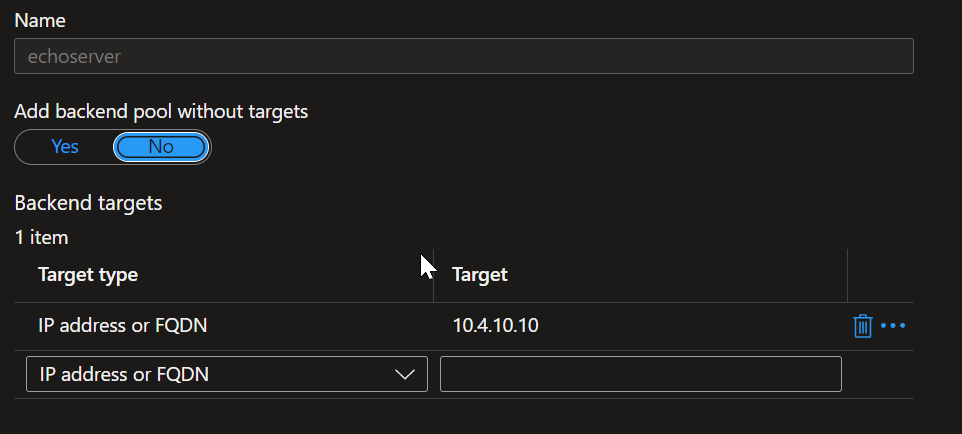 Name
echoserver
Add backend pool without targets
Yes No
Backend targets
1 item
Target type Target
IP address or FQDN 10.4.10.10
IP address or FQDN